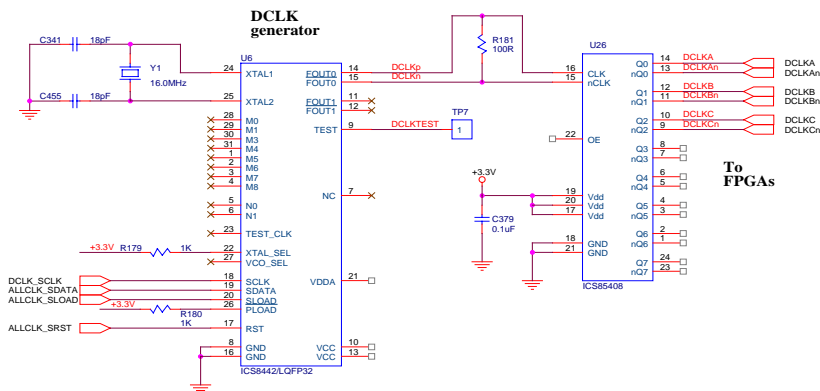 DCLK
generator
C341 18pF
Y1
16.0MHz
C455 18pF
U6
24 XTAL1
25 XTAL2
28 M0
29 M1
30 M2
31 M3
32 M4
1 M5
2 M6
3 M7
4 M8
5 N0
6 N1
23 TEST_CLK
+3.3V R179 1K 22 XTAL_SEL
27 VCO_SEL
DCLK_SCLK 18 SCLK
ALLCLK_SDATA 19 SDATA
ALLCLK_SLOAD 20 SLOAD
+3.3V R180 1K 26 PLOAD
ALLCLK_SRST 17 RST
8 GND
16 GND
FOUT0 14 DCLKp
FOUT0 15 DCLKn
FOUT1 11
FOUT1 12
TEST 9 DCLKTEST
TP7
1
NC 7
VDDA 21
VCC 10
VCC 13
ICS8442/LQFP32
R181
100R
U26
16 CLK
15 nCLK
22 OE
+3.3V
19 Vdd
20 Vdd
17 Vdd
C379
0.1uF
18 GND
21 GND
Q0 14 DCLKA DCLKA
nQ0 13 DCLKAn DCLKAn
Q1 12 DCLKB DCLKB
nQ1 11 DCLKBn DCLKBn
Q2 10 DCLKC DCLKC
nQ2 9 DCLKCn DCLKCn
Q3 8
nQ3 7
Q4 6
nQ4 5
Q5 4
nQ5 3
Q6 2
nQ6 1
Q7 24
nQ7 23
ICS85408
To
FPGAs